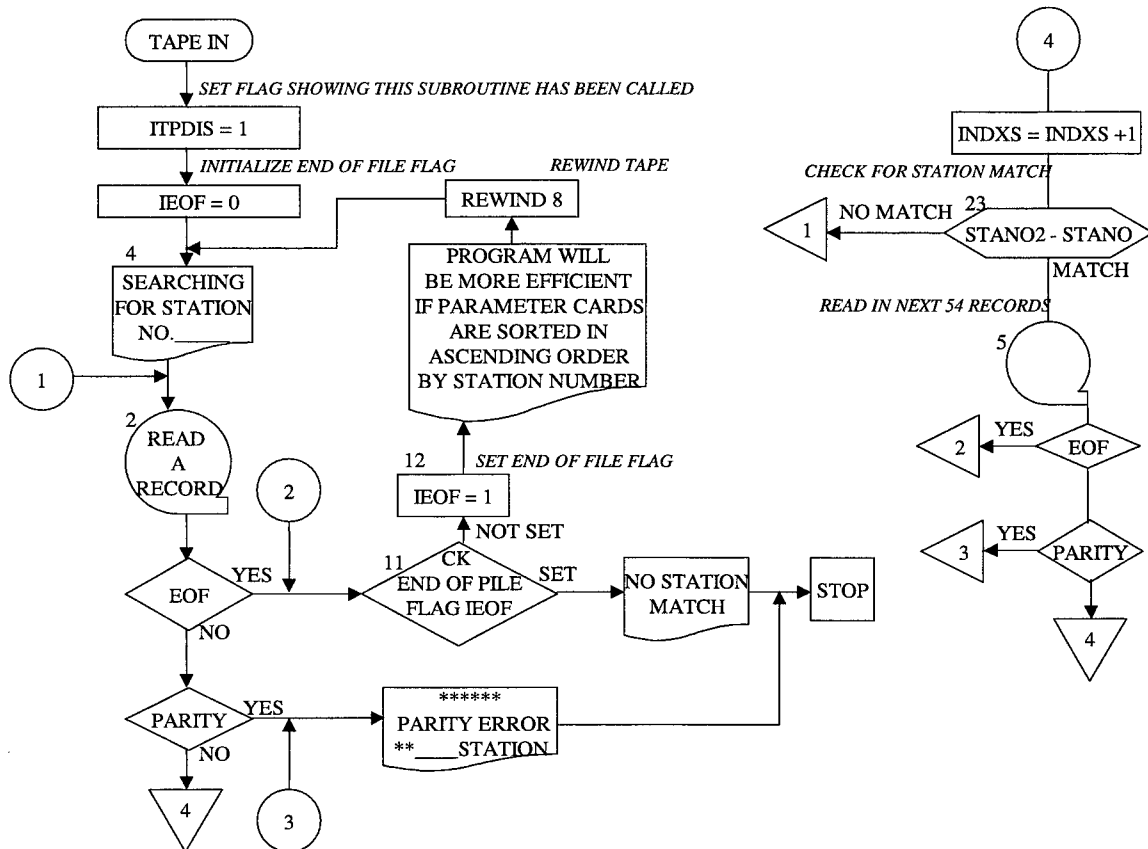 TAPE IN
SET FLAG SHOWING THIS SUBROUTINE HAS BEEN CALLED
ITPDIS = 1
INITIALIZE END OF FILE FLAG
IEOF = 0
REWIND TAPE
REWIND 8
4
SEARCHING
FOR STATION
NO.______
PROGRAM WILL
BE MORE EFFICIENT
IF PARAMETER CARDS
ARE SORTED IN
ASCENDING ORDER
BY STATION NUMBER
1
2
READ
A
RECORD
2
12
SET END OF FILE FLAG
IEOF = 1
NOT SET
EOF
YES
NO
11
CK
END OF PILE
FLAG IEOF
SET
NO STATION
MATCH
STOP
PARITY
YES
NO
******
PARITY ERROR
**____STATION
4
3
4
INDXS = INDXS +1
CHECK FOR STATION MATCH
23
NO MATCH
1
STANO2 - STANO
MATCH
READ IN NEXT 54 RECORDS
5
YES
2
EOF
YES
3
PARITY
4